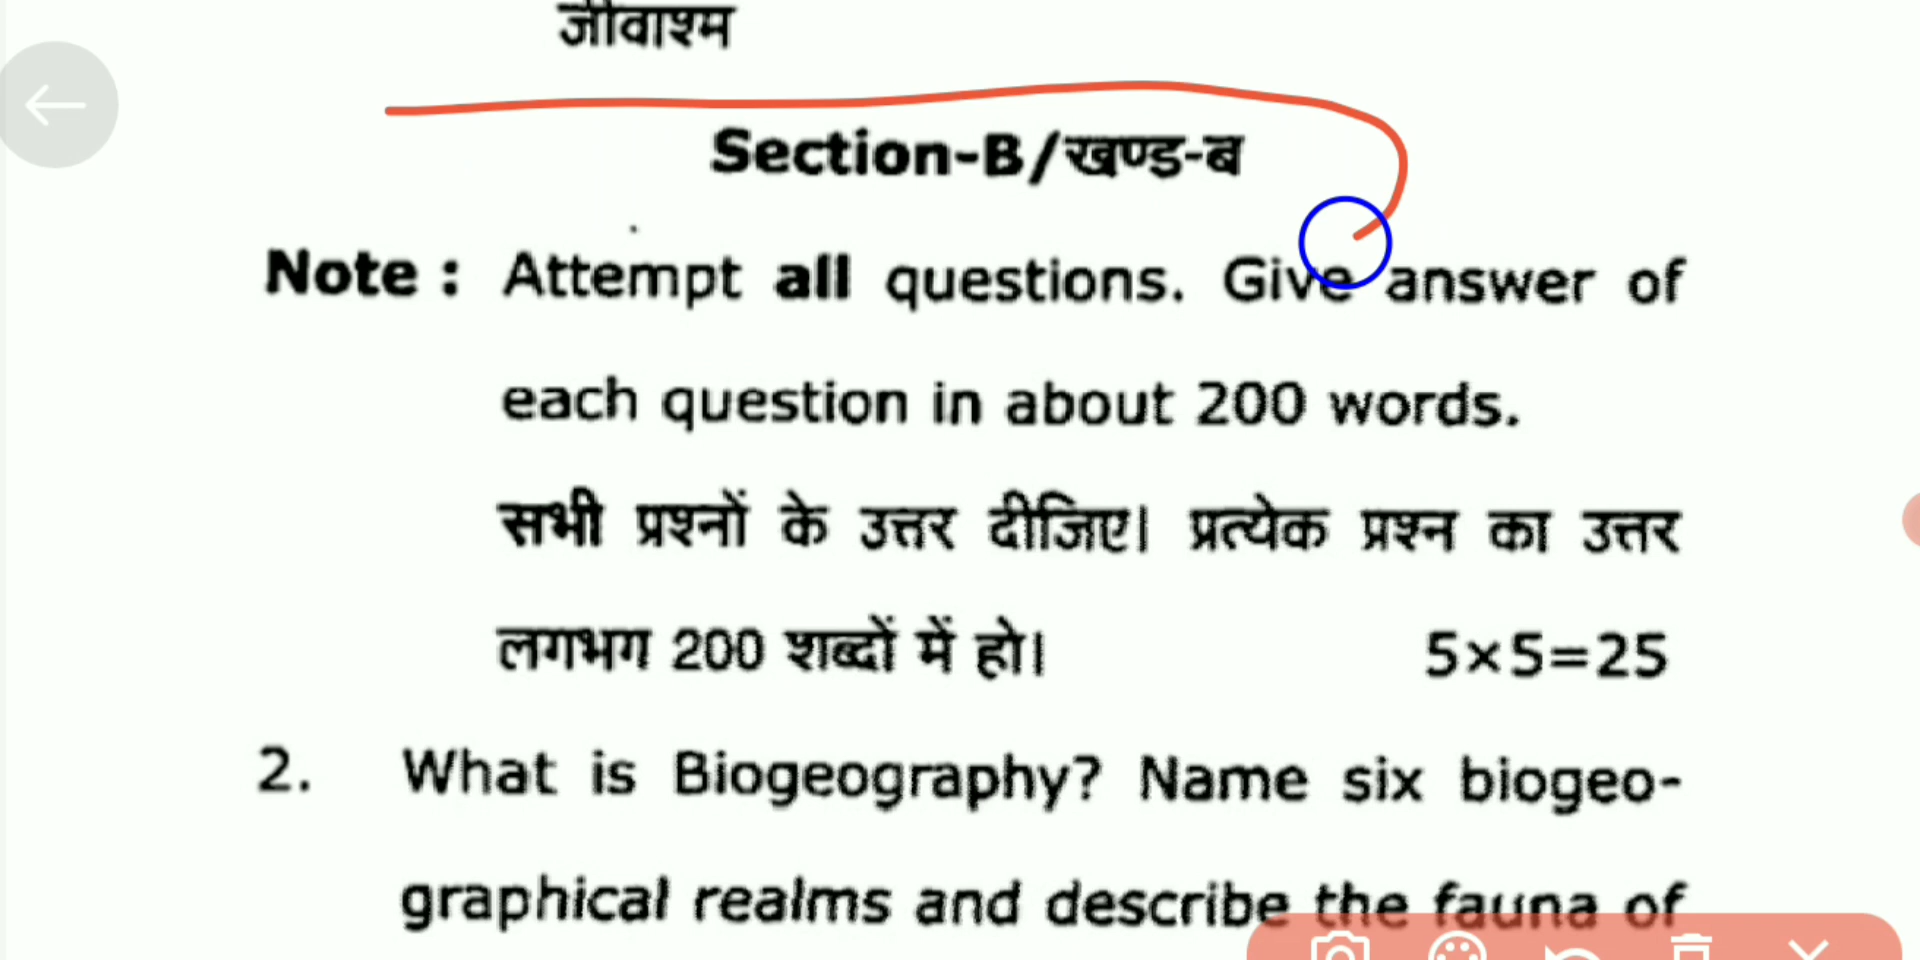 जीवाश्म
Section-B/खण्ड-ब
Note : Attempt all questions. Give answer of
each question in about 200 words.
सभी प्रश्नों के उत्तर दीजिए। प्रत्येक प्रश्न का उत्तर
लगभग 200 शब्दों में हो। 5×5=25
2. What is Biogeography? Name six biogeo-
graphical realms and describe the fauna of